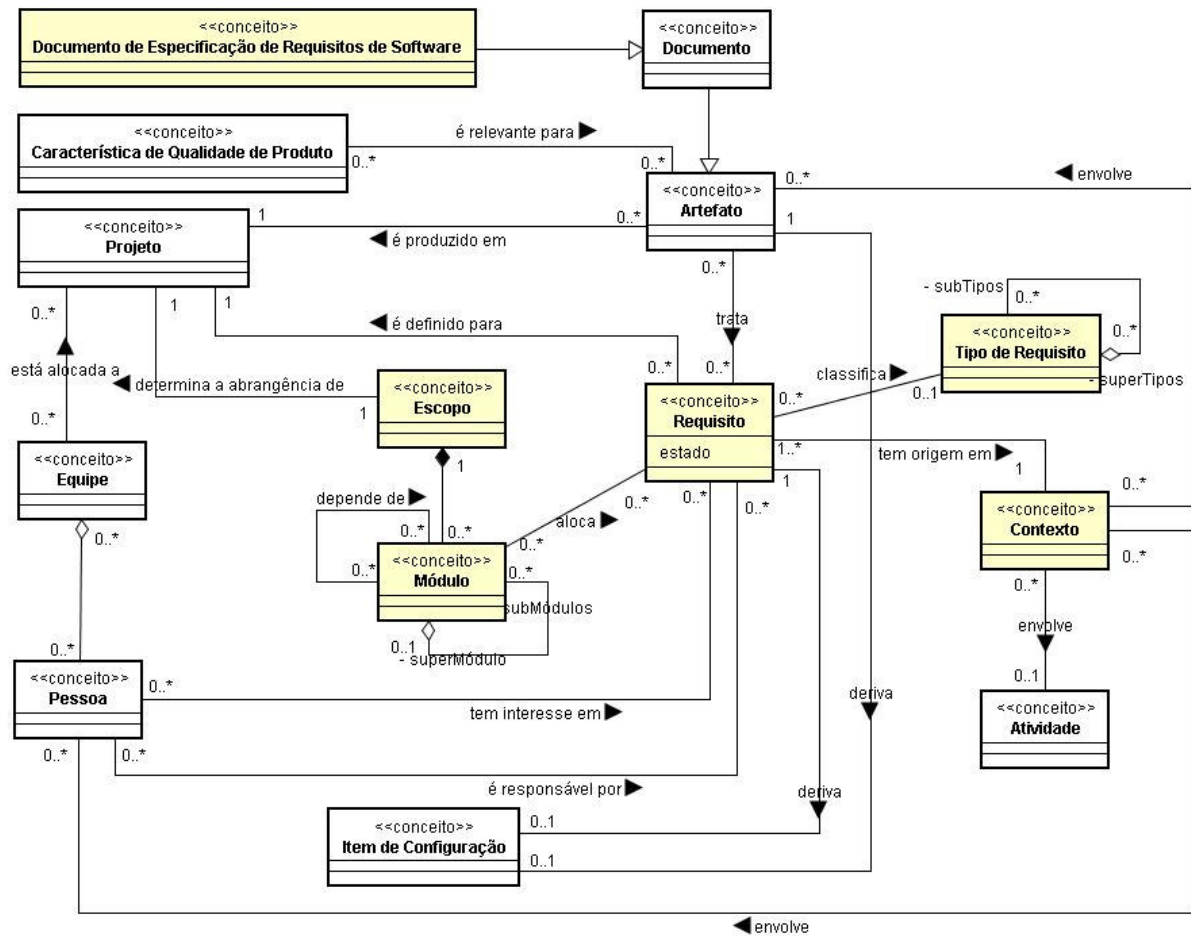 <<conceito>>
Documento de Especificação de Requisitos de Software
<<conceito>>
Documento
<<conceito>>
Característica de Qualidade de Produto
é relevante para
0..*
0..*
envolve
0..*
<<conceito>>
Artefato
<<conceito>>
Projeto
1
0..*
1
é produzido em
0..*
- subTipos
0..*
0..*
1
1
<<conceito>>
Tipo de Requisito
é definido para
trata
0..*
está alocada a
determina a abrangência de
0..*
0..*
classifica
- superTipos
<<conceito>>
Escopo
1
<<conceito>>
Requisito
estado
0..*
0..1
0..*
<<conceito>>
Equipe
1
1..*
tem origem em
1
1
depende de
0..*
0..*
0..*
0..*
0..*
0..*
<<conceito>>
Contexto
aloca
0..*
0..*
<<conceito>>
Módulo
0..*
0..*
0..*
0..*
subMódulos
envolve
0..1
- superMódulo
0..*
<<conceito>>
Pessoa
0..*
0..1
deriva
<<conceito>>
Atividade
tem interesse em
0..*
0..*
é responsável por
deriva
<<conceito>>
Item de Configuração
0..1
0..1
envolve